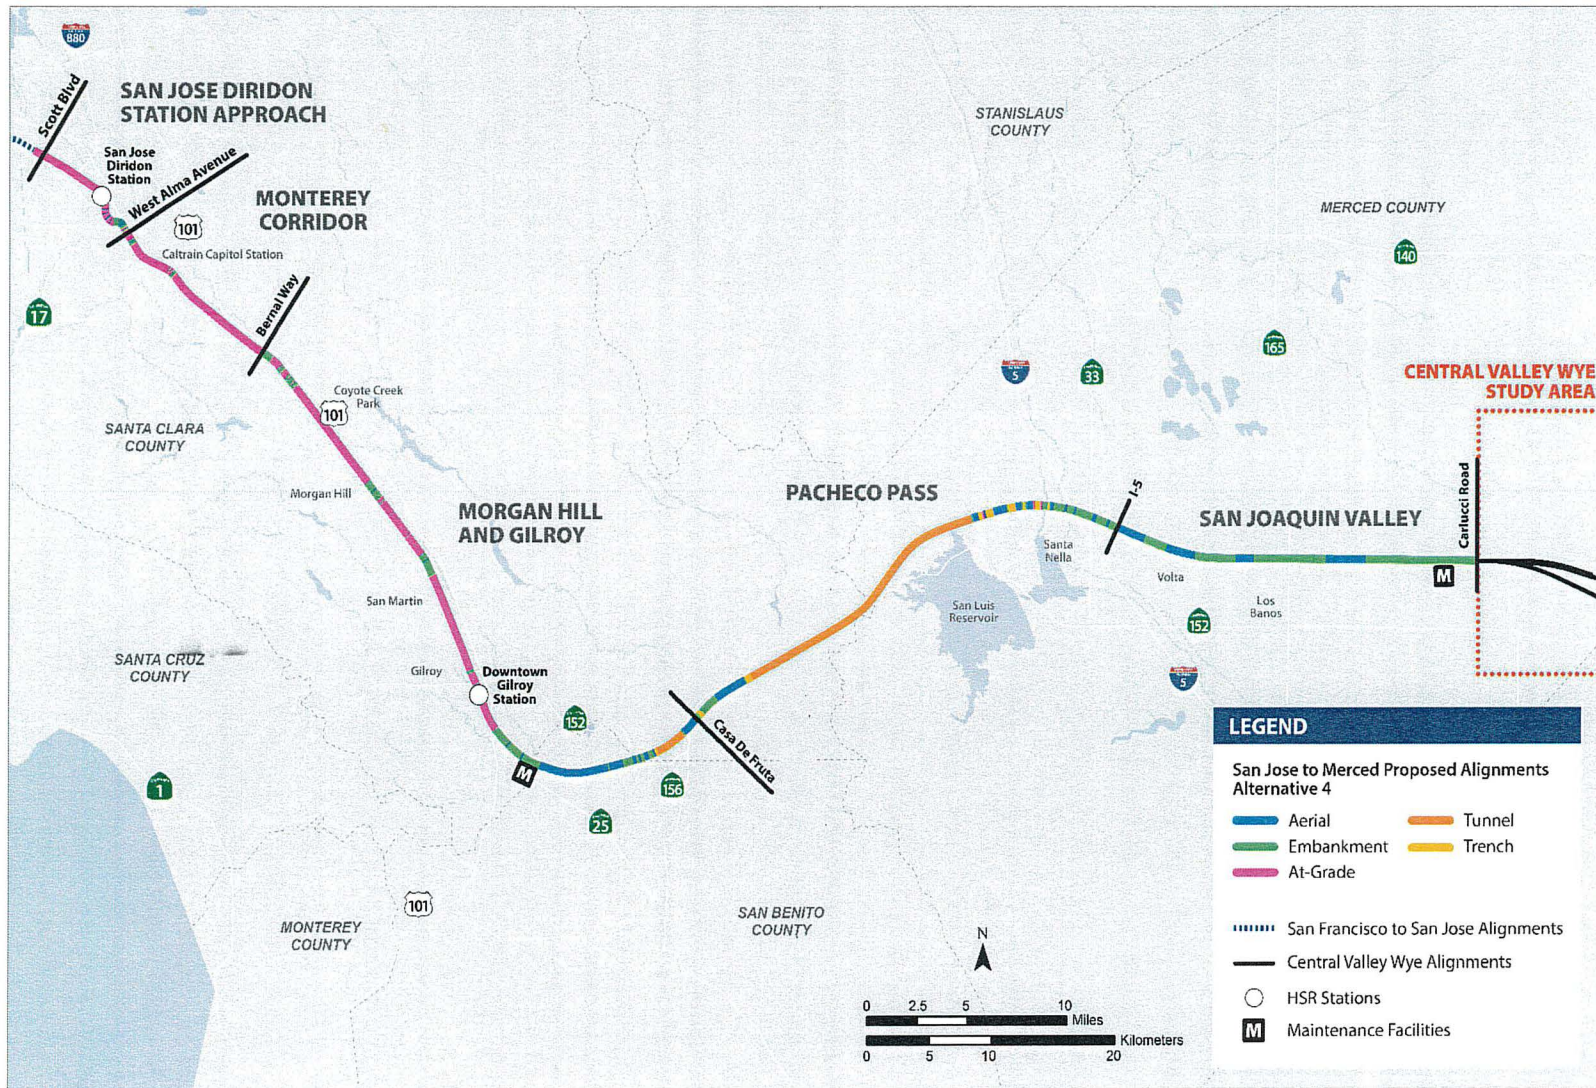 880
Scott Blvd
SAN JOSE DIRIDON
STATION APPROACH
San Jose
Diridon
Station
West Alma Avenue
MONTEREY
CORRIDOR
101
Caltrain Capitol Station
17
Bernal Way
Coyote Creek
Park
101
SANTA CLARA
COUNTY
Morgan Hill
MORGAN HILL
AND GILROY
San Martin
SANTA CRUZ
COUNTY
Gilroy
Downtown
Gilroy
Station
152
M
1
25
156
Casa De Fruta
101
MONTEREY
COUNTY
SAN BENITO
COUNTY
STANISLAUS
COUNTY
MERCED COUNTY
140
165
5
33
CENTRAL VALLEY WYE
STUDY AREA
PACHECO PASS
I-5
SAN JOAQUIN VALLEY
Carlucci Road
Santa
Nella
San Luis
Reservoir
Volta
Los
Banos
M
152
5
N
0 2.5 5 10
Miles
Kilometers
0 5 10 20
LEGEND
San Jose to Merced Proposed Alignments
Alternative 4
Aerial
Tunnel
Embankment
Trench
At-Grade
San Francisco to San Jose Alignments
Central Valley Wye Alignments
HSR Stations
M Maintenance Facilities